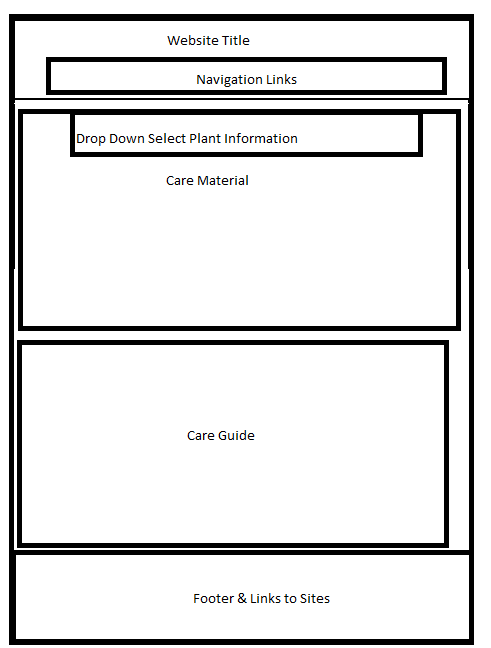 Website Title
Navigation Links
Drop Down Select Plant Information
Care Material
Care Guide
Footer & Links to Sites